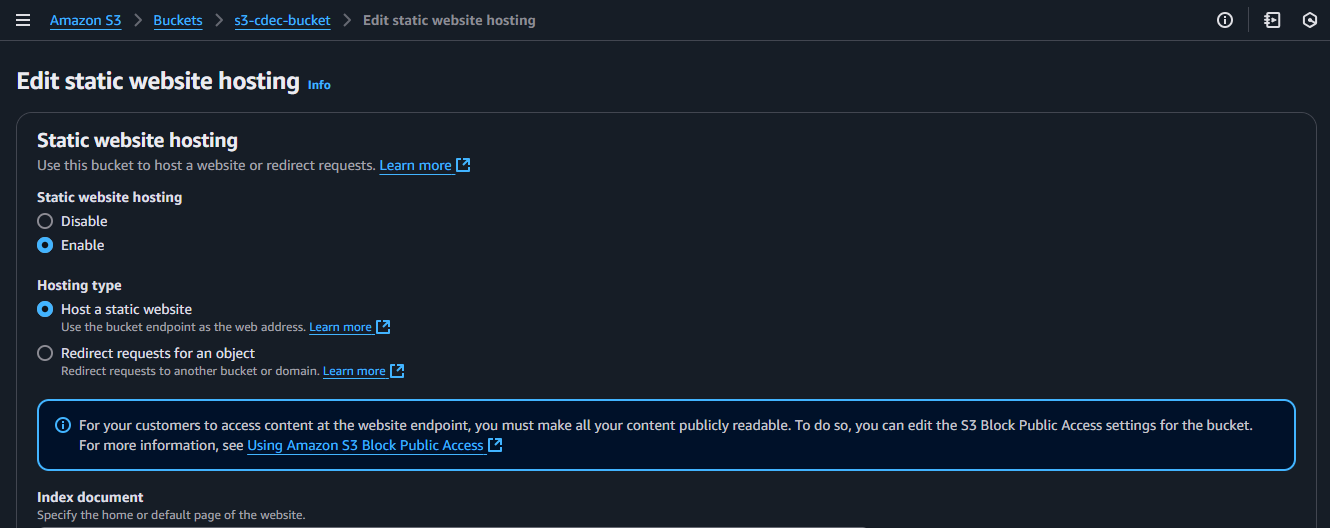 Amazon S3 > Buckets > s3-cdec-bucket > Edit static website hosting
Edit static website hosting Info
Static website hosting
Use this bucket to host a website or redirect requests. Learn more
Static website hosting
Disable
Enable
Hosting type
Host a static website
Use the bucket endpoint as the web address. Learn more
Redirect requests for an object
Redirect requests to another bucket or domain. Learn more
For your customers to access content at the website endpoint, you must make all your content publicly readable. To do so, you can edit the S3 Block Public Access settings for the bucket.
For more information, see Using Amazon S3 Block Public Access
Index document
Specify the home or default page of the website.